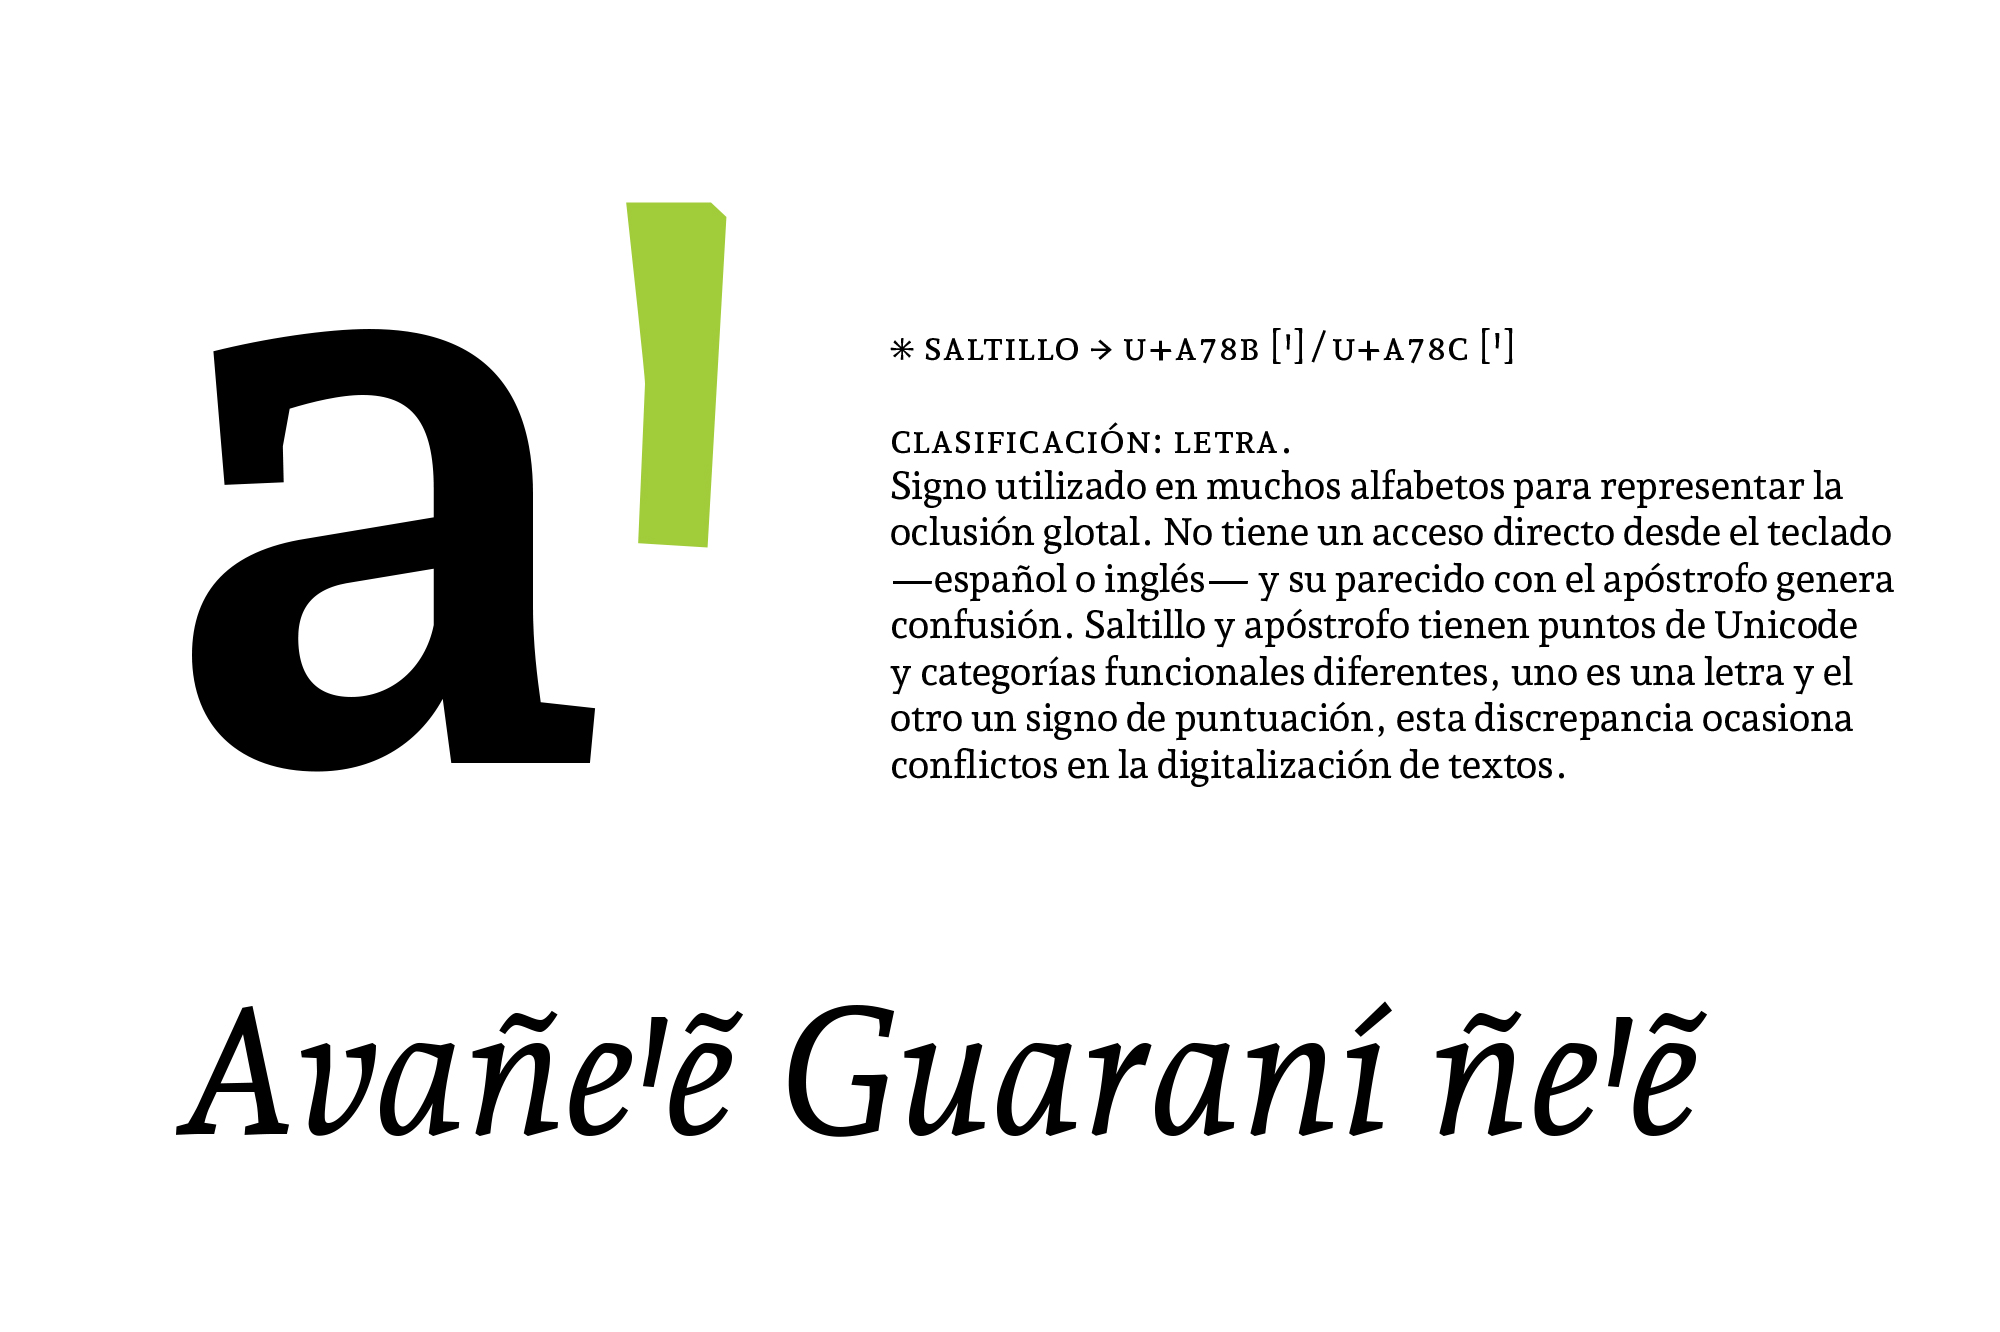 aꞌ
✳ SALTILLO → U+A78B [Ꞌ] / U+A78C [ꞌ]
CLASIFICACIÓN: LETRA.
Signo utilizado en muchos alfabetos para representar la
oclusión glotal. No tiene un acceso directo desde el teclado
—español o inglés— y su parecido con el apóstrofo genera
confusión. Saltillo y apóstrofo tienen puntos de Unicode
y categorías funcionales diferentes, uno es una letra y el
otro un signo de puntuación, esta discrepancia ocasiona
conflictos en la digitalización de textos.
Avañeꞌẽ Guaraní ñeꞌẽ